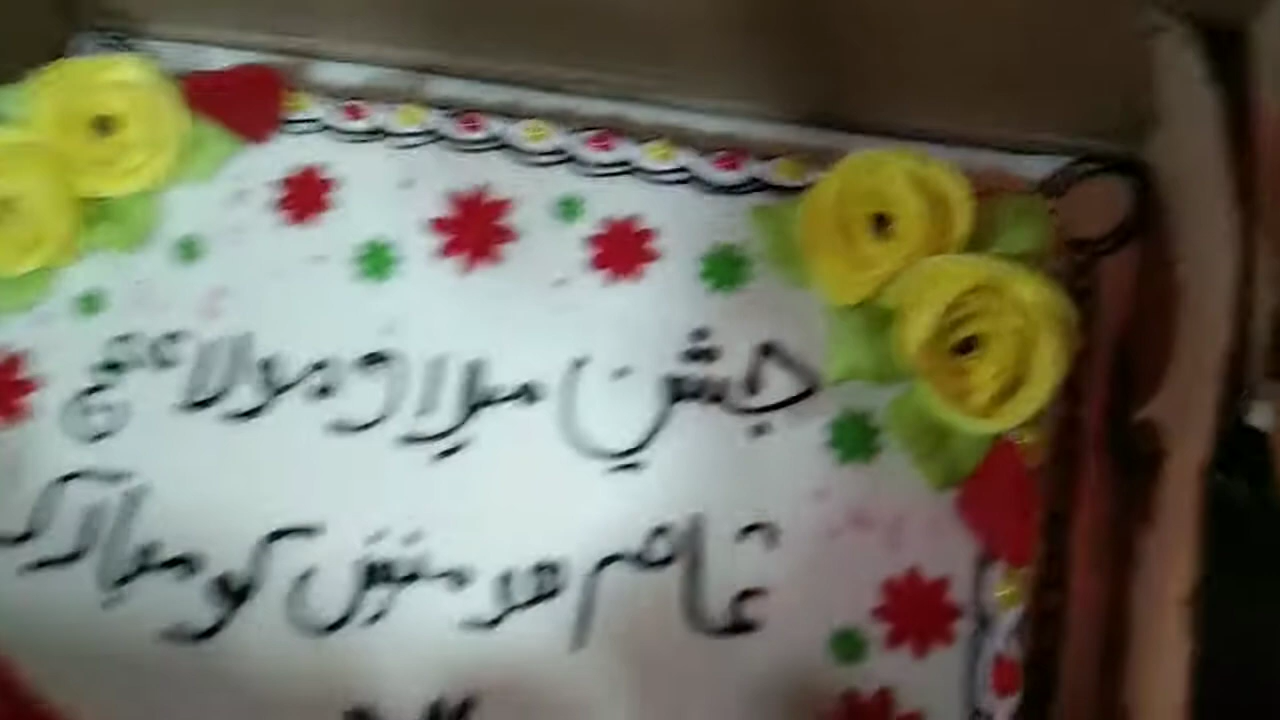 جشن میلاد مولا علی ؑ
تمام مومنین کو مبارک